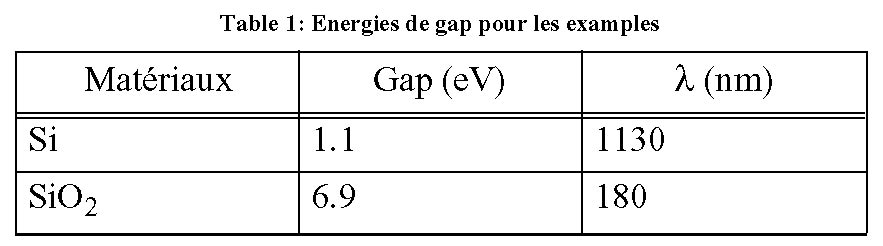 Table 1: Energies de gap pour les examples
Matériaux Gap (eV) λ (nm)
Si 1.1 1130
SiO₂ 6.9 180